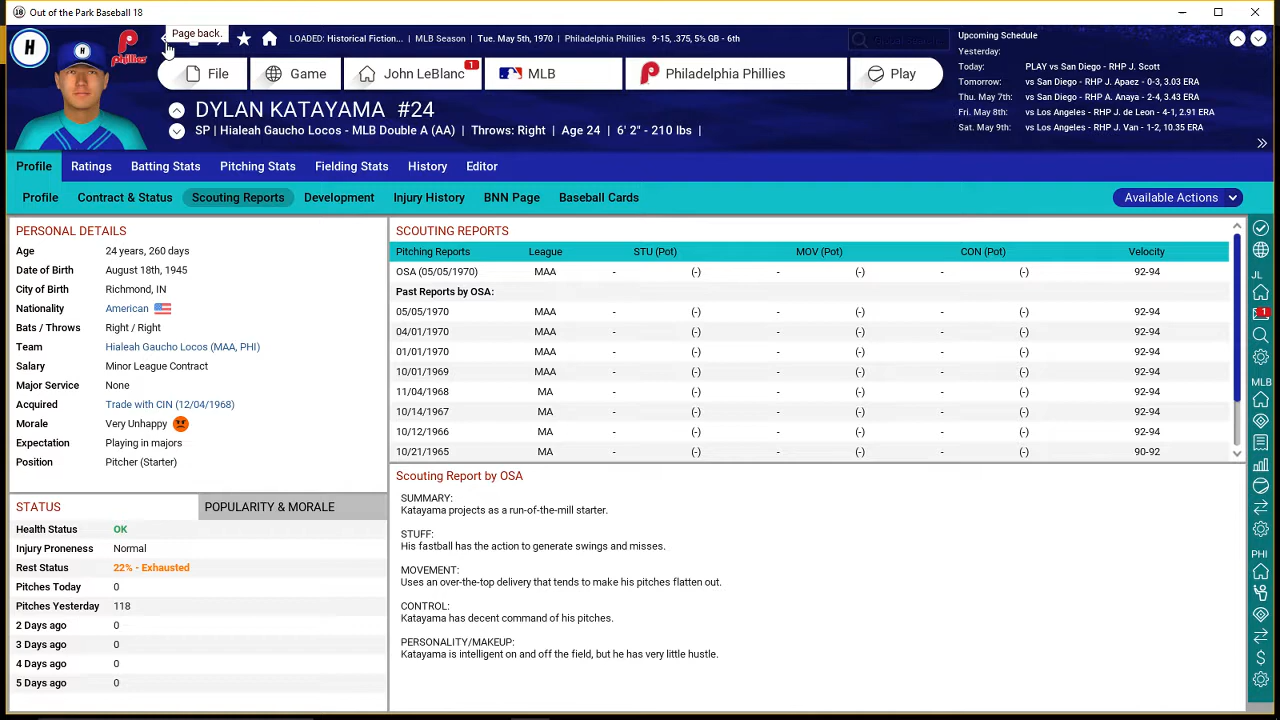 Out of the Park Baseball 18
Page back.
LOADED: Historical Fiction... | MLB Season | Tue. May 5th, 1970 | Philadelphia Phillies 9-15, .375, 5½ GB - 6th
Upcoming Schedule
Yesterday:
Today: PLAY vs San Diego - RHP J. Scott
Tomorrow: vs San Diego - RHP J. Apaez - 0-3, 3.03 ERA
Thu. May 7th: vs San Diego - RHP A. Anaya - 2-4, 3.43 ERA
Fri. May 8th: vs Los Angeles - RHP J. de Leon - 4-1, 2.91 ERA
Sat. May 9th: vs Los Angeles - RHP J. Van - 1-2, 10.35 ERA
H
H
Phillies
File Game John LeBlanc 1 MLB Philadelphia Phillies Play
DYLAN KATAYAMA #24
SP | Hialeah Gaucho Locos - MLB Double A (AA) | Throws: Right | Age 24 | 6' 2" - 210 lbs |
Profile Ratings Batting Stats Pitching Stats Fielding Stats History Editor
Profile Contract & Status Scouting Reports Development Injury History BNN Page Baseball Cards Available Actions
PERSONAL DETAILS
Age 24 years, 260 days
Date of Birth August 18th, 1945
City of Birth Richmond, IN
Nationality American
Bats / Throws Right / Right
Team Hialeah Gaucho Locos (MAA, PHI)
Salary Minor League Contract
Major Service None
Acquired Trade with CIN (12/04/1968)
Morale Very Unhappy
Expectation Playing in majors
Position Pitcher (Starter)
STATUS POPULARITY & MORALE
Health Status OK
Injury Proneness Normal
Rest Status 22% - Exhausted
Pitches Today 0
Pitches Yesterday 118
2 Days ago 0
3 Days ago 0
4 Days ago 0
5 Days ago 0
SCOUTING REPORTS
Pitching Reports League STU (Pot) MOV (Pot) CON (Pot) Velocity
OSA (05/05/1970) MAA - (-) - (-) - (-) 92-94
Past Reports by OSA:
05/05/1970 MAA - (-) - (-) - (-) 92-94
04/01/1970 MAA - (-) - (-) - (-) 92-94
01/01/1970 MAA - (-) - (-) - (-) 92-94
10/01/1969 MAA - (-) - (-) - (-) 92-94
11/04/1968 MA - (-) - (-) - (-) 92-94
10/14/1967 MA - (-) - (-) - (-) 92-94
10/12/1966 MA - (-) - (-) - (-) 92-94
10/21/1965 MA - (-) - (-) - (-) 90-92
Scouting Report by OSA
SUMMARY:
Katayama projects as a run-of-the-mill starter.
STUFF:
His fastball has the action to generate swings and misses.
MOVEMENT:
Uses an over-the-top delivery that tends to make his pitches flatten out.
CONTROL:
Katayama has decent command of his pitches.
PERSONALITY/MAKEUP:
Katayama is intelligent on and off the field, but he has very little hustle.
JL
1
MLB
PHI